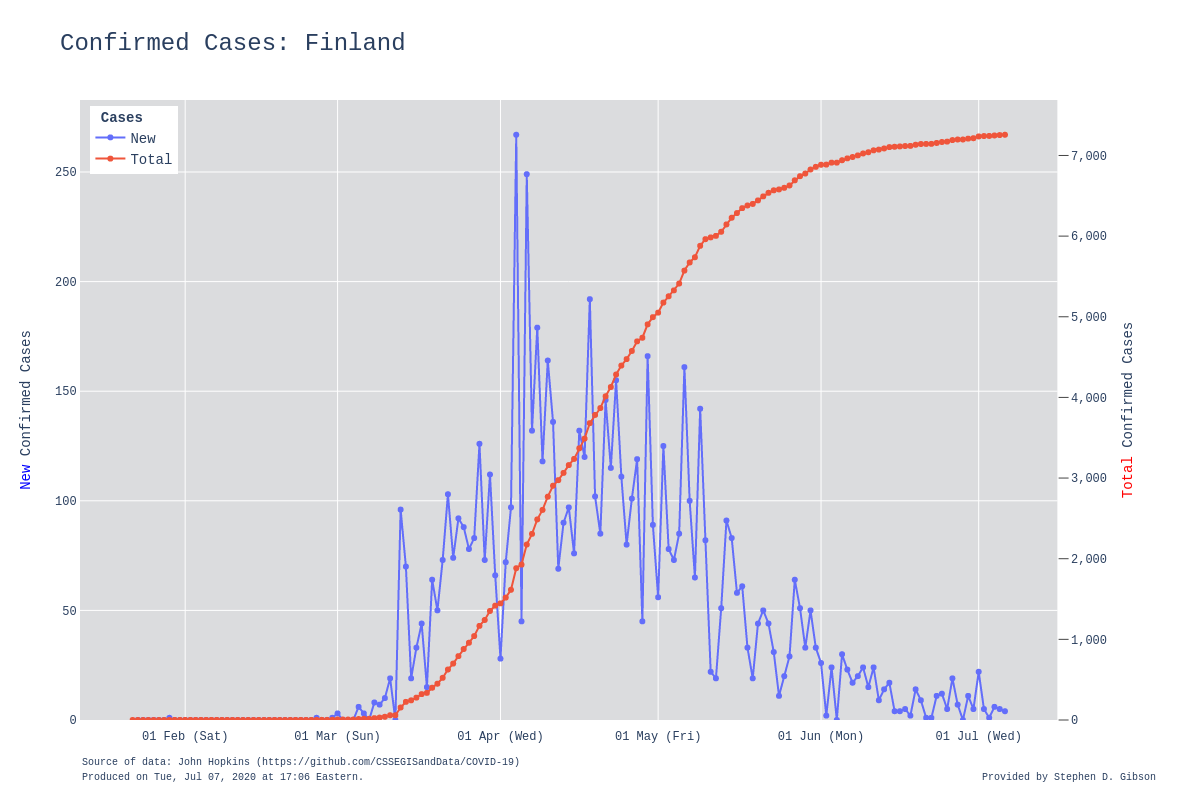 Confirmed Cases: Finland
Cases
New
Total
250
200
150
100
50
0
7,000
6,000
5,000
4,000
3,000
2,000
1,000
0
New Confirmed Cases
Total Confirmed Cases
01 Feb (Sat)
01 Mar (Sun)
01 Apr (Wed)
01 May (Fri)
01 Jun (Mon)
01 Jul (Wed)
Source of data: John Hopkins (https://github.com/CSSEGISandData/COVID-19)
Produced on Tue, Jul 07, 2020 at 17:06 Eastern.
Provided by Stephen D. Gibson